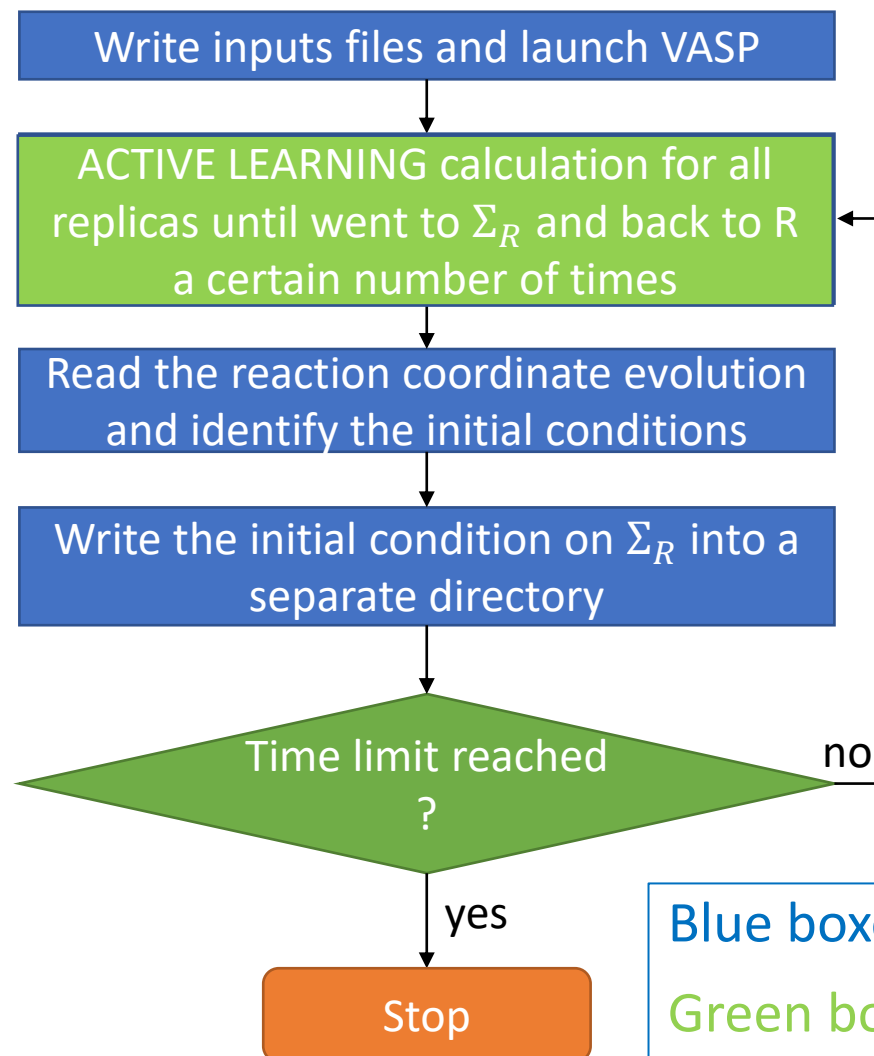 Write inputs files and launch VASP
ACTIVE LEARNING calculation for all
replicas until went to Σ_R and back to R
a certain number of times
Read the reaction coordinate evolution
and identify the initial conditions
Write the initial condition on Σ_R into a
separate directory
Time limit reached
?
no
yes
Stop
Blue
Green